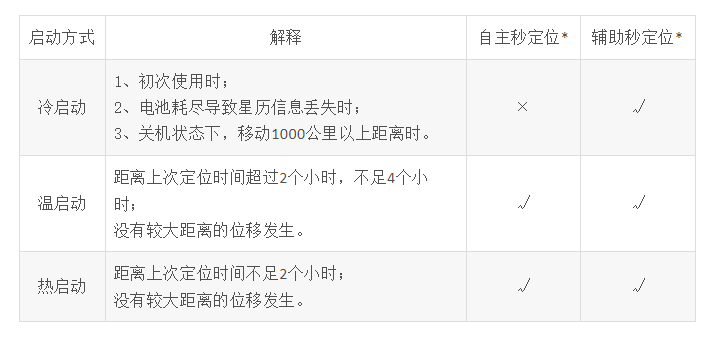 启动方式 解释 自主秒定位* 辅助秒定位*
冷启动
1、初次使用时；
2、电池耗尽导致星历信息丢失时；
3、关机状态下，移动1000公里以上距离时。
× √
温启动
距离上次定位时间超过2个小时，不足4个小
时；
没有较大距离的位移发生。
√ √
热启动
距离上次定位时间不足2个小时；
没有较大距离的位移发生。
√ √